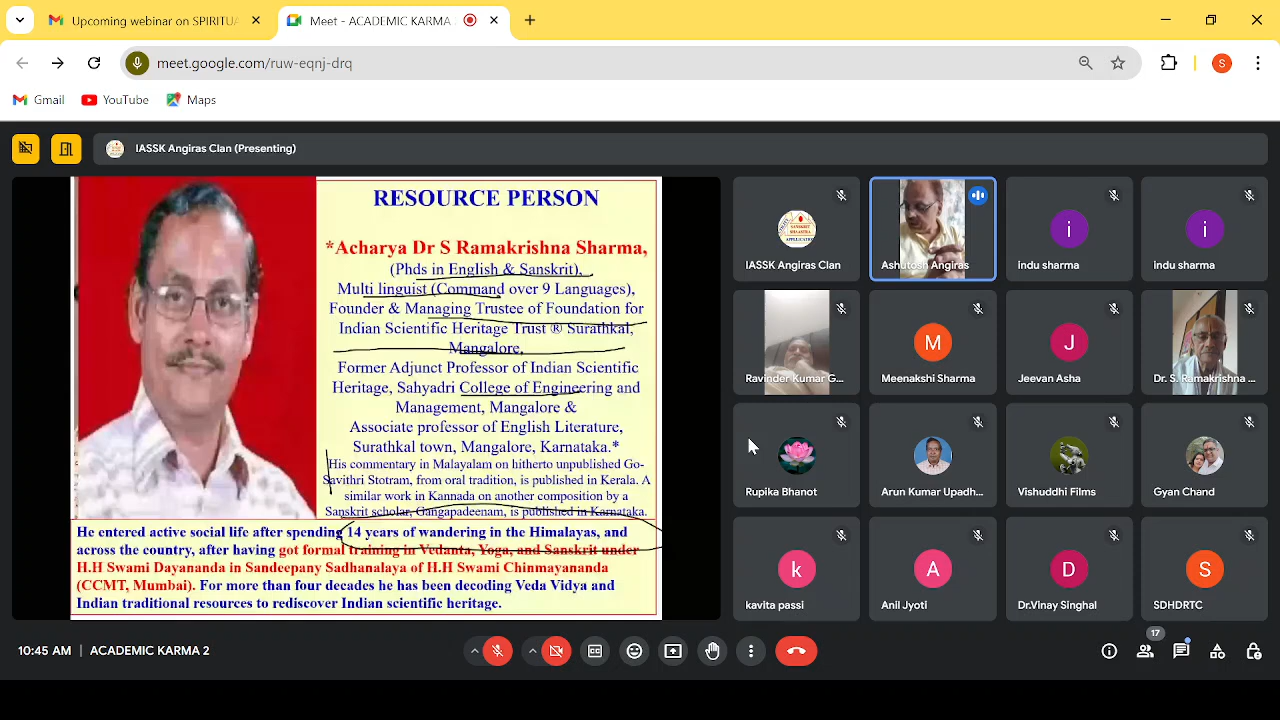 Upcoming webinar on SPIRITUA
Meet - ACADEMIC KARMA
meet.google.com/ruw-eqnj-drq
S
Gmail
YouTube
Maps
IASSK Angiras Clan (Presenting)
RESOURCE PERSON
*Acharya Dr S Ramakrishna Sharma,
(Phds in English & Sanskrit),
Multi linguist (Command over 9 Languages),
Founder & Managing Trustee of Foundation for
Indian Scientific Heritage Trust ® Surathkal,
Mangalore,
Former Adjunct Professor of Indian Scientific
Heritage, Sahyadri College of Engineering and
Management, Mangalore &
Associate professor of English Literature,
Surathkal town, Mangalore, Karnataka.*
His commentary in Malayalam on hitherto unpublished Go-
Savithri Stotram, from oral tradition, is published in Kerala. A
similar work in Kannada on another composition by a
Sanskrit scholar, Gangapadeenam, is published in Karnataka.
He entered active social life after spending 14 years of wandering in the Himalayas, and
across the country, after having got formal training in Vedanta, Yoga, and Sanskrit under
H.H Swami Dayananda in Sandeepany Sadhanalaya of H.H Swami Chinmayananda
(CCMT, Mumbai). For more than four decades he has been decoding Veda Vidya and
Indian traditional resources to rediscover Indian scientific heritage.
IASSK Angiras Clan
Ashutosh Angiras
i
indu sharma
i
indu sharma
Ravinder Kumar G...
M
Meenakshi Sharma
J
Jeevan Asha
Dr. S. Ramakrishna ...
Rupika Bhanot
Arun Kumar Upadh...
Vishuddhi Films
Gyan Chand
k
kavita passi
A
Anil Jyoti
D
Dr.Vinay Singhal
S
SDHDRTC
10:45 AM | ACADEMIC KARMA 2
17